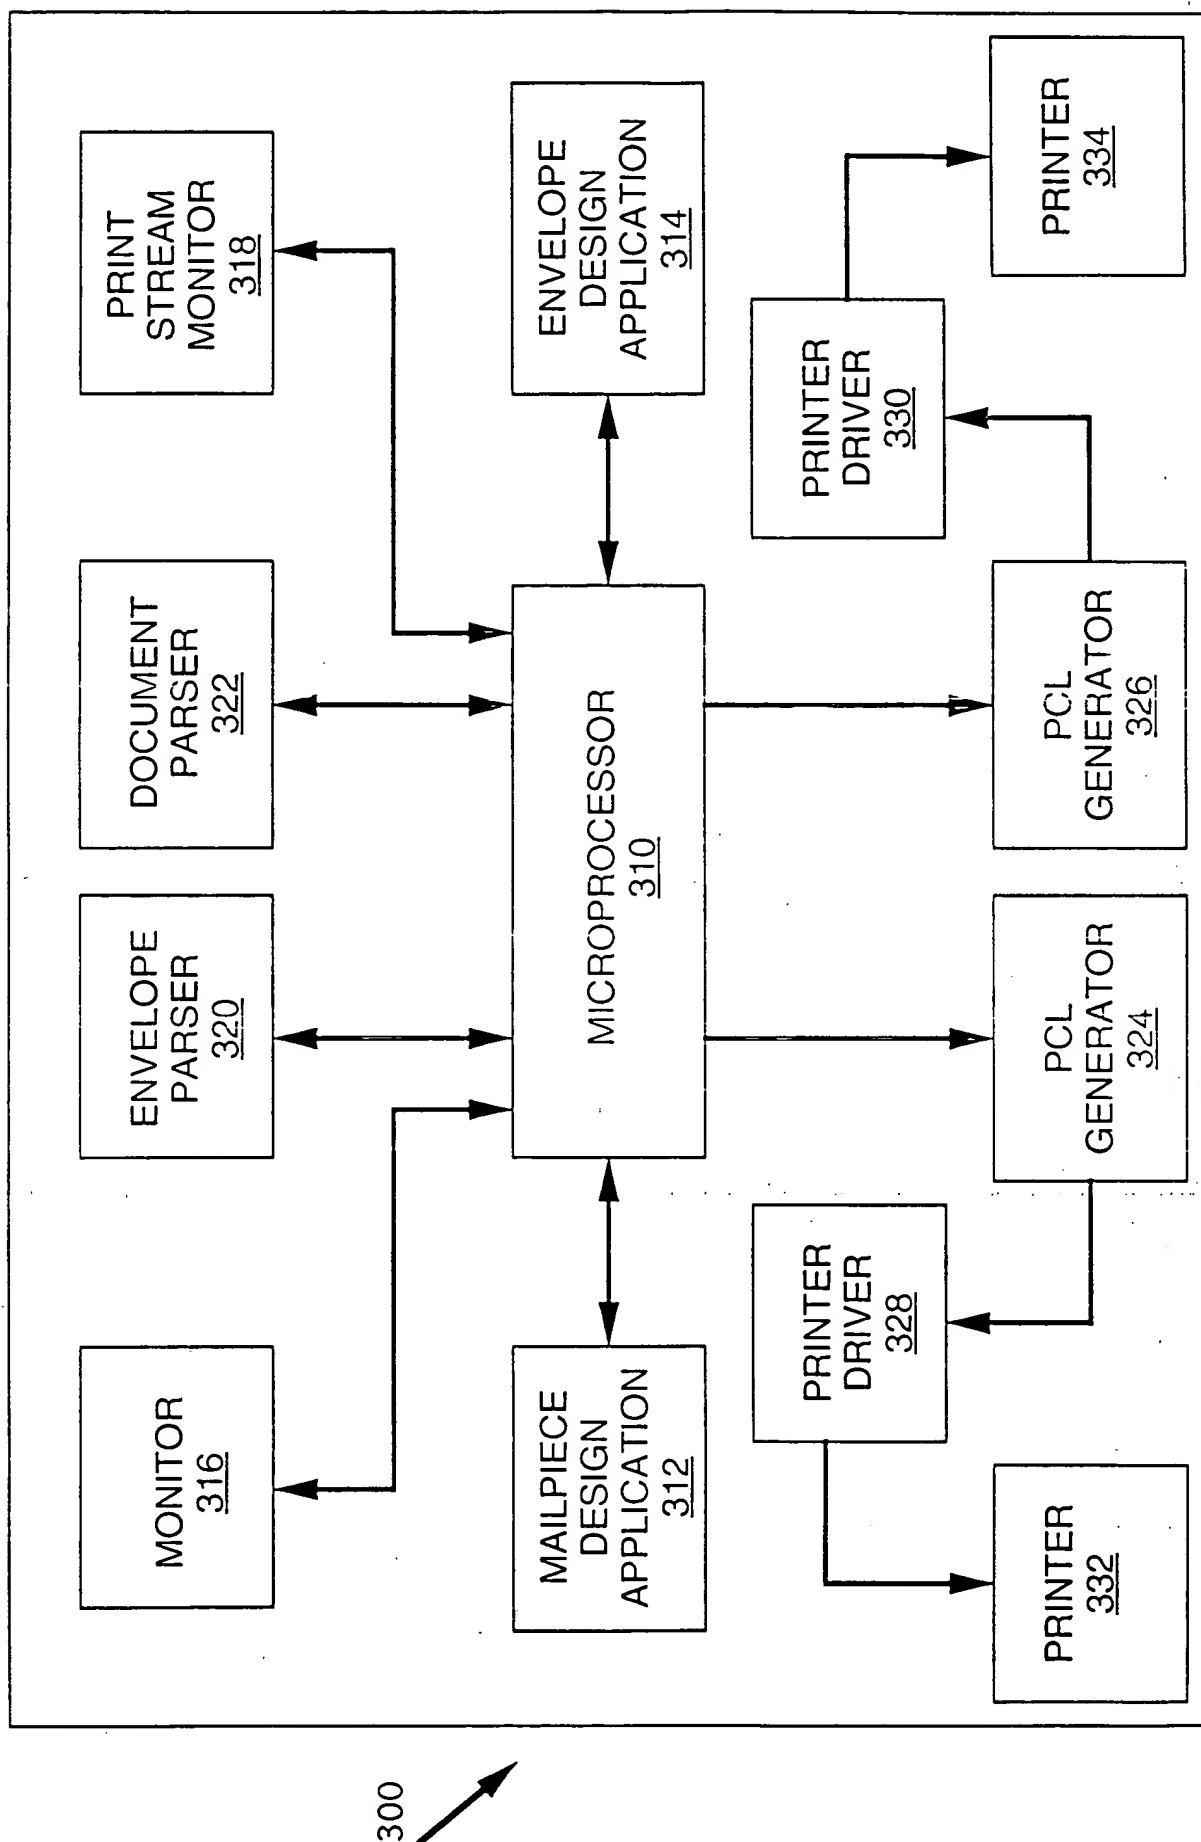 300
MONITOR
316
ENVELOPE
PARSER
320
DOCUMENT
PARSER
322
PRINT
STREAM
MONITOR
318
MAILPIECE
DESIGN
APPLICATION
312
MICROPROCESSOR
310
ENVELOPE
DESIGN
APPLICATION
314
PRINTER
DRIVER
328
PRINTER
DRIVER
330
PRINTER
332
PCL
GENERATOR
324
PCL
GENERATOR
326
PRINTER
334